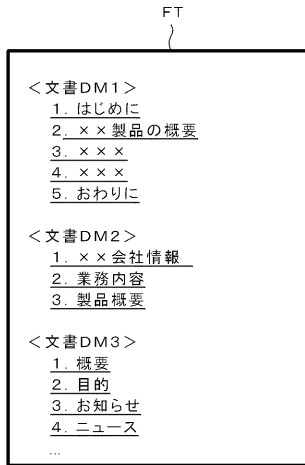 FT
＜文書DM1＞
1. はじめに
2. ××製品の概要
3. ×××
4. ×××
5. おわりに
＜文書DM2＞
1. ××会社情報
2. 業務内容
3. 製品概要
＜文書DM3＞
1. 概要
2. 目的
3. お知らせ
4. ニュース
...